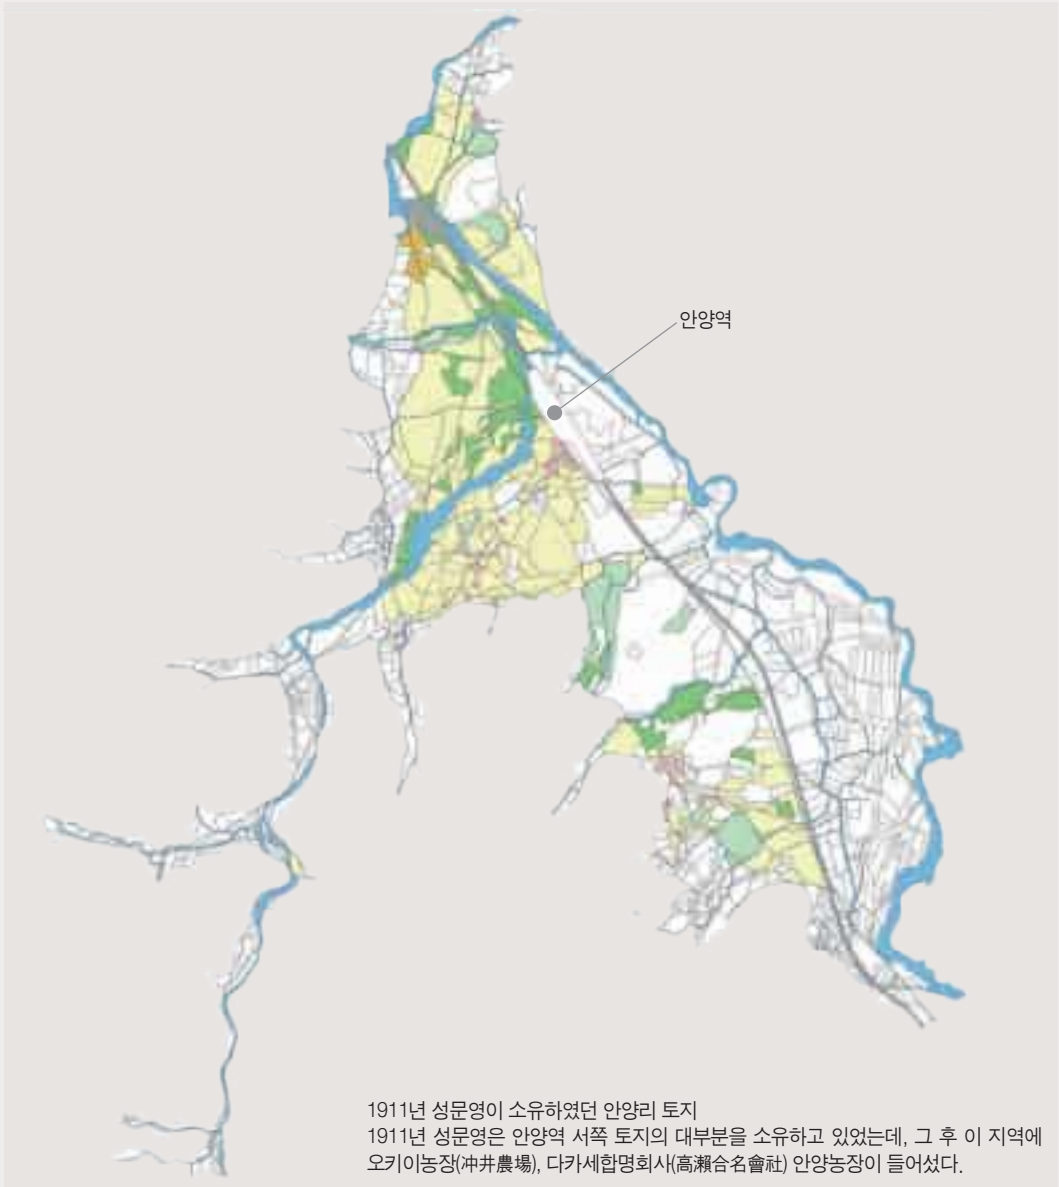 안양역
1911년 성문영이 소유하였던 안양리 토지
1911년 성문영은 안양역 서쪽 토지의 대부분을 소유하고 있었는데, 그 후 이 지역에
오키이농장(冲井農場), 다카세합명회사(高瀨合名會社) 안양농장이 들어섰다.